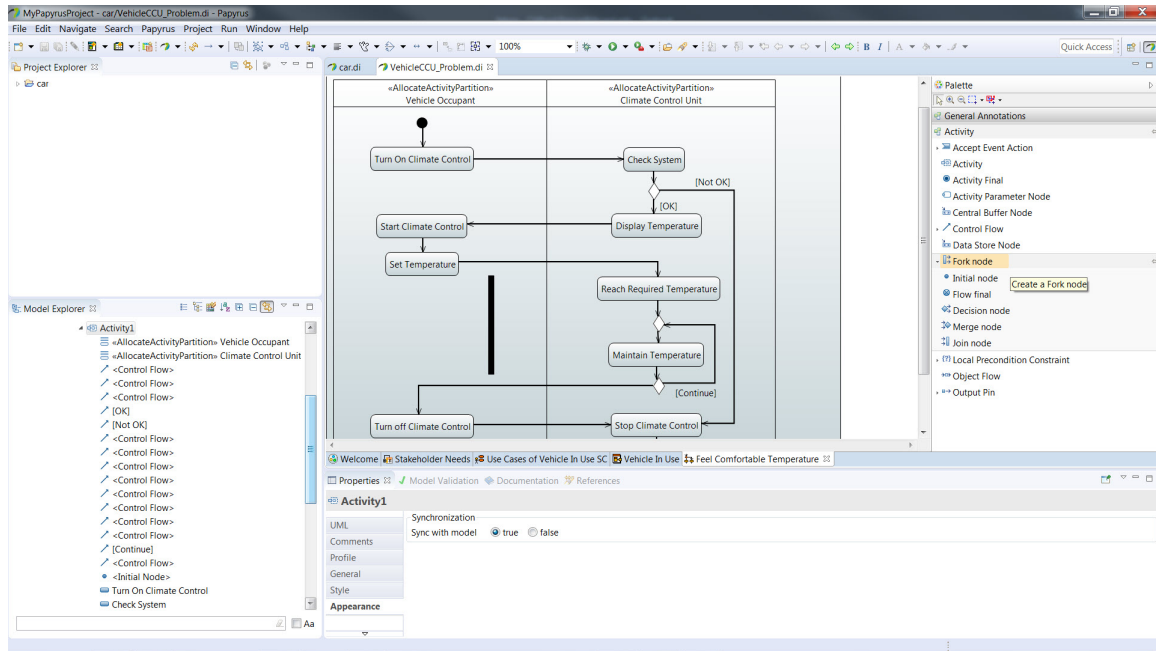 MyPapyrusProject - car/VehicleCCU_Problem.di - Papyrus
File Edit Navigate Search Papyrus Project Run Window Help
100%
B I A
Quick Access
Project Explorer
car
Model Explorer
Activity1
«AllocateActivityPartition» Vehicle Occupant
«AllocateActivityPartition» Climate Control Unit
<Control Flow>
<Control Flow>
<Control Flow>
[OK]
[Not OK]
<Control Flow>
<Control Flow>
<Control Flow>
<Control Flow>
<Control Flow>
<Control Flow>
<Control Flow>
<Control Flow>
[Continue]
<Control Flow>
<Initial Node>
Turn On Climate Control
Check System
Aa
car.di
VehicleCCU_Problem.di
«AllocateActivityPartition»
Vehicle Occupant
«AllocateActivityPartition»
Climate Control Unit
Turn On Climate Control
Check System
[Not OK]
[OK]
Start Climate Control
Display Temperature
Set Temperature
Reach Required Temperature
Maintain Temperature
[Continue]
Turn off Climate Control
Stop Climate Control
Welcome
Stakeholder Needs
Use Cases of Vehicle In Use SC
Vehicle In Use
Feel Comfortable Temperature
Properties
Model Validation
Documentation
References
Activity1
UML
Comments
Profile
General
Style
Appearance
Synchronization
Sync with model true false
Palette
General Annotations
Activity
Accept Event Action
Activity
Activity Final
Activity Parameter Node
Central Buffer Node
Control Flow
Data Store Node
Fork node
Initial node
Create a Fork node
Flow final
Decision node
Merge node
Join node
Local Precondition Constraint
Object Flow
Output Pin